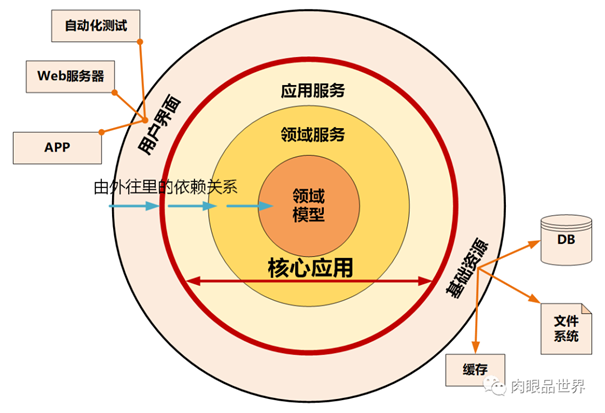 自动化测试
Web服务器
APP
用户界面
应用服务
领域服务
由外往里的依赖关系
领域
模型
核心应用
基础资源
DB
文件
系统
缓存
肉眼品世界